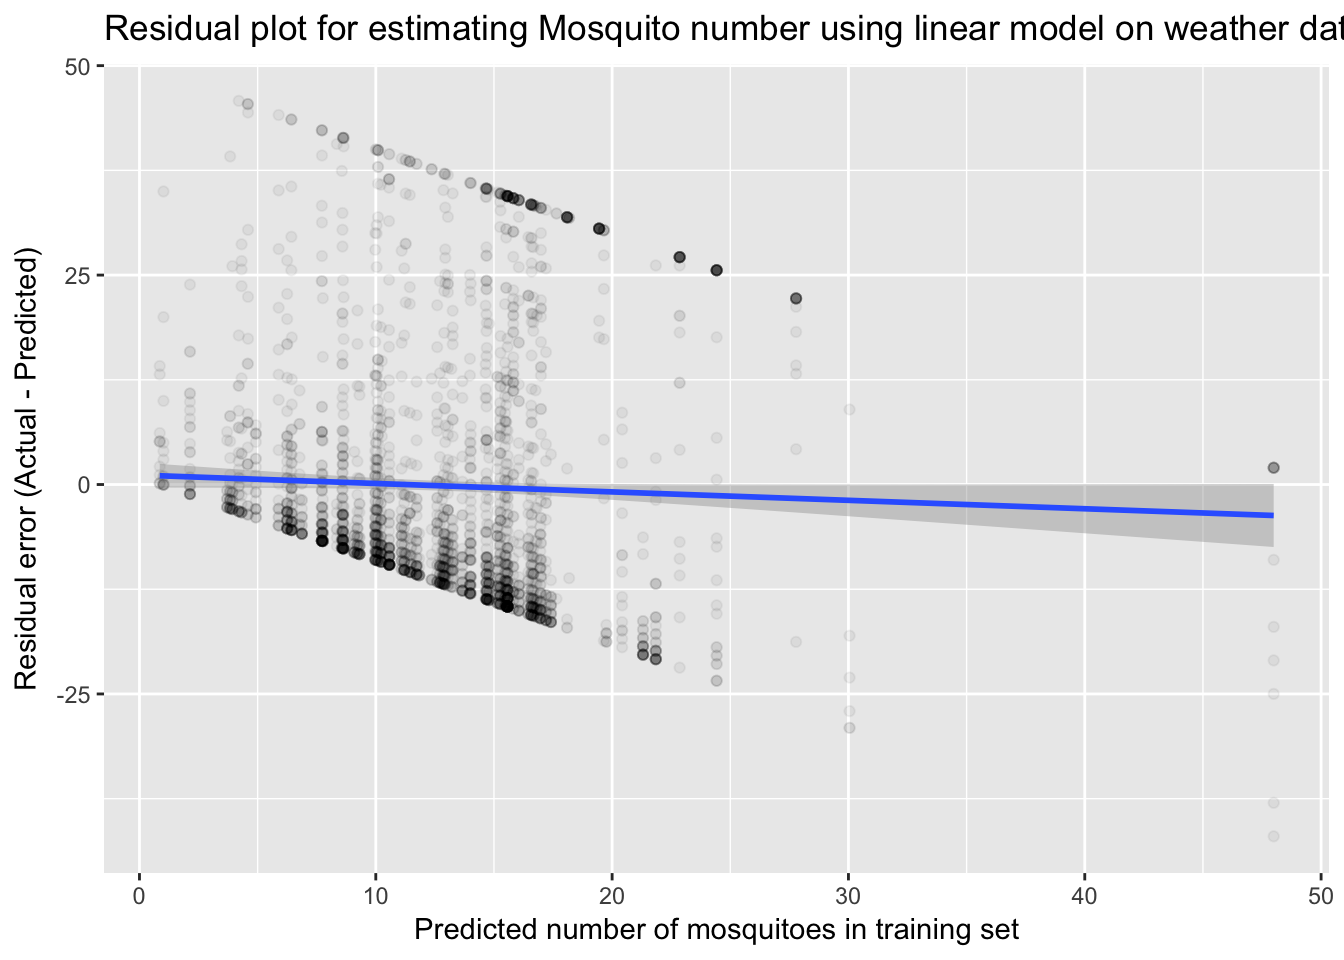 Residual plot for estimating Mosquito number using linear model on weather dat
50
25
0
-25
Residual error (Actual - Predicted)
0 10 20 30 40 50
Predicted number of mosquitoes in training set